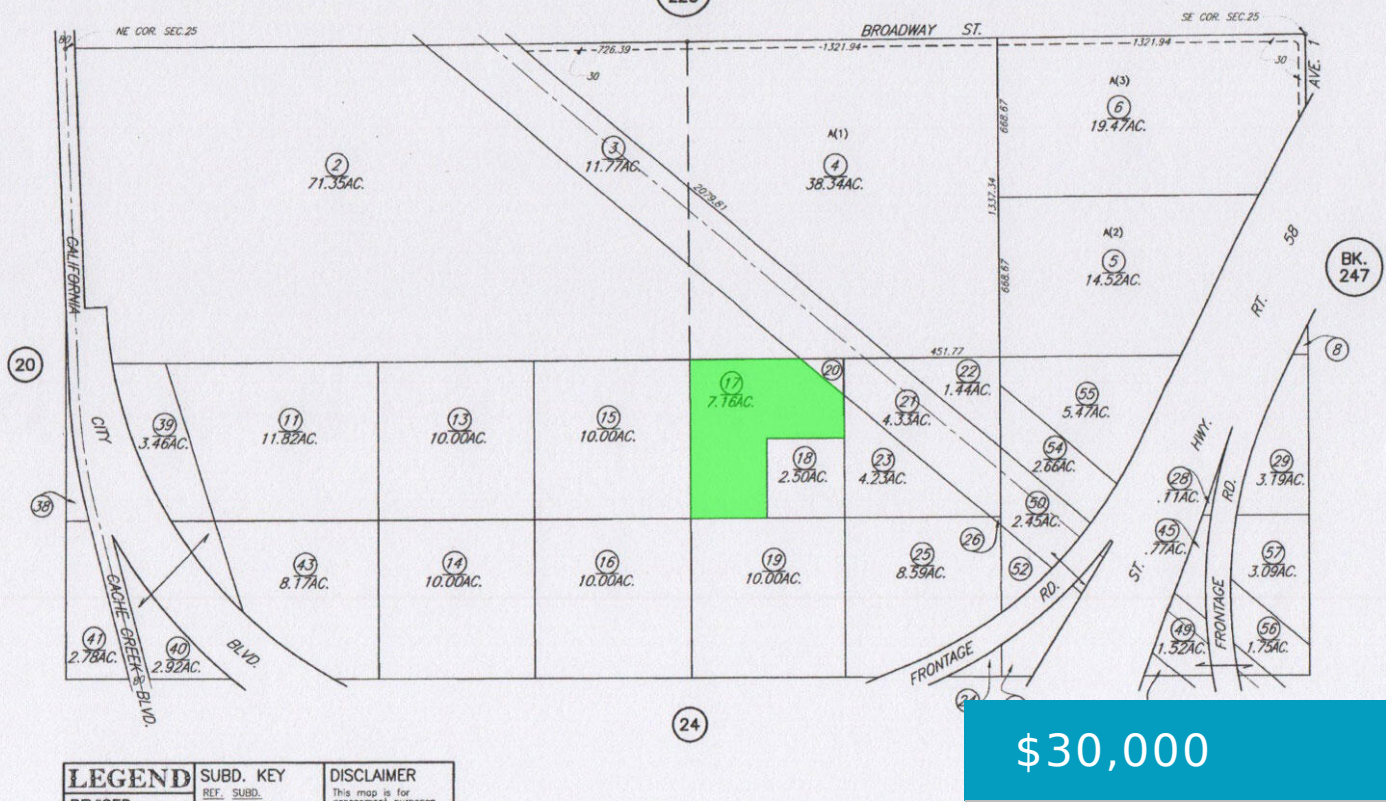 225
NE COR. SEC.25
SE COR. SEC.25
BROADWAY ST.
80
726.39
1321.94
1321.94
30
30
AVE.
A(3)
6
19.47AC.
668.67
A(1)
3
11.77AC.
4
38.34AC.
2
71.35AC.
2079.81
1337.34
A(2)
5
14.52AC.
668.67
58
RT.
BK.
247
CALIFORNIA
20
451.77
8
17
7.16AC.
20
22
1.44AC.
21
4.33AC.
55
5.47AC.
39
3.46AC.
11
11.82AC.
13
10.00AC.
15
10.00AC.
CITY
HWY.
54
2.66AC.
18
2.50AC.
23
4.23AC.
28
.11AC.
RD.
29
3.19AC.
38
50
2.45AC.
26
45
.77AC.
43
8.17AC.
14
10.00AC.
16
10.00AC.
19
10.00AC.
25
8.59AC.
52
ST.
57
3.09AC.
RD.
CACHE CREEK BLVD.
80
41
2.78AC.
40
2.92AC.
BLVD.
FRONTAGE
FRONTAGE
49
1.52AC.
56
1.75AC.
24
24
$30,000
LEGEND
SUBD. KEY
REF. SUBD.
DISCLAIMER
This map is for